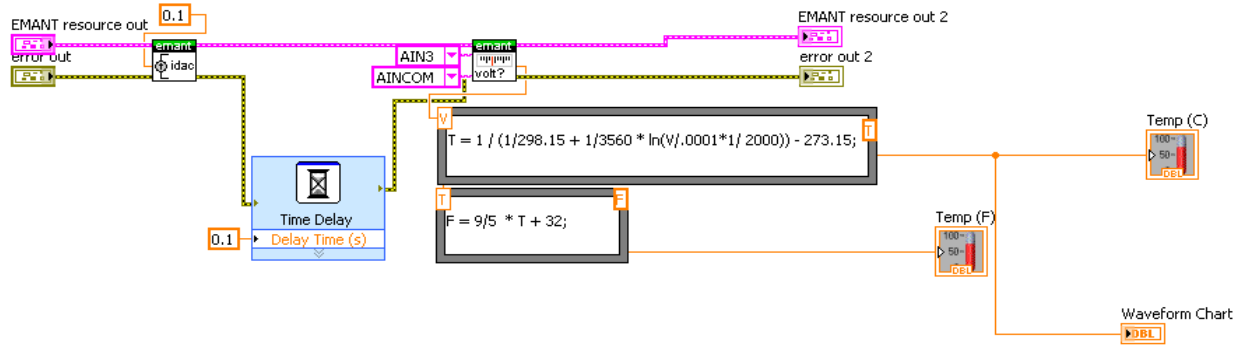 0.1
EMANT resource out
EMANT resource out 2
emant
idac
error out
AIN3
AINCOM
emant
volt?
error out 2
V
T = 1 / (1/298.15 + 1/3560 * ln(V/.0001*1/ 2000)) - 273.15;
T
Temp (C)
100
50
DBL
Time Delay
0.1
Delay Time (s)
T
F = 9/5 * T + 32;
F
Temp (F)
100
50
DBL
Waveform Chart
DBL